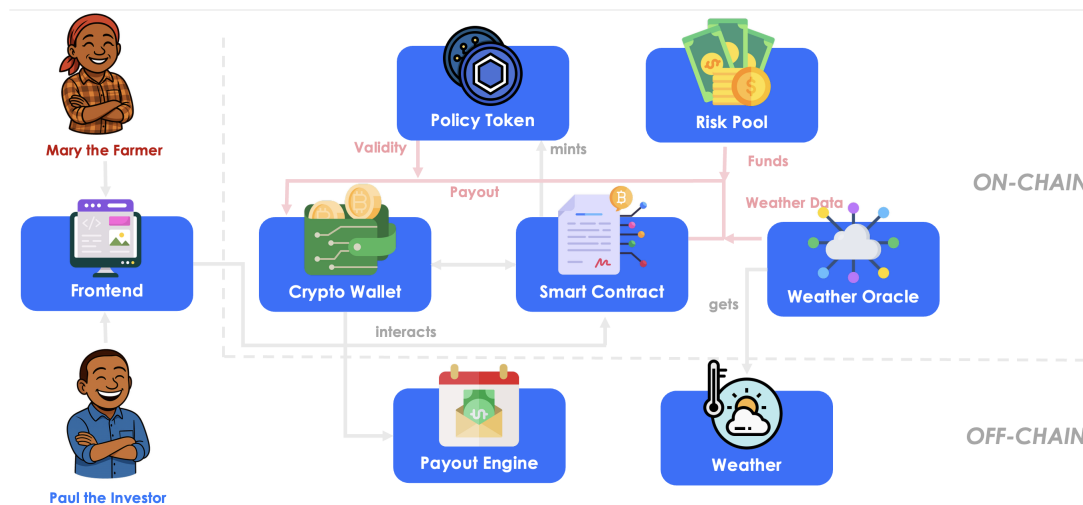 Policy Token
Risk Pool
Mary the Farmer
Validity
mints
Funds
Payout
ON-CHAIN
Weather Data
Frontend
Crypto Wallet
Smart Contract
Weather Oracle
gets
interacts
OFF-CHAIN
Payout Engine
Weather
Paul the Investor